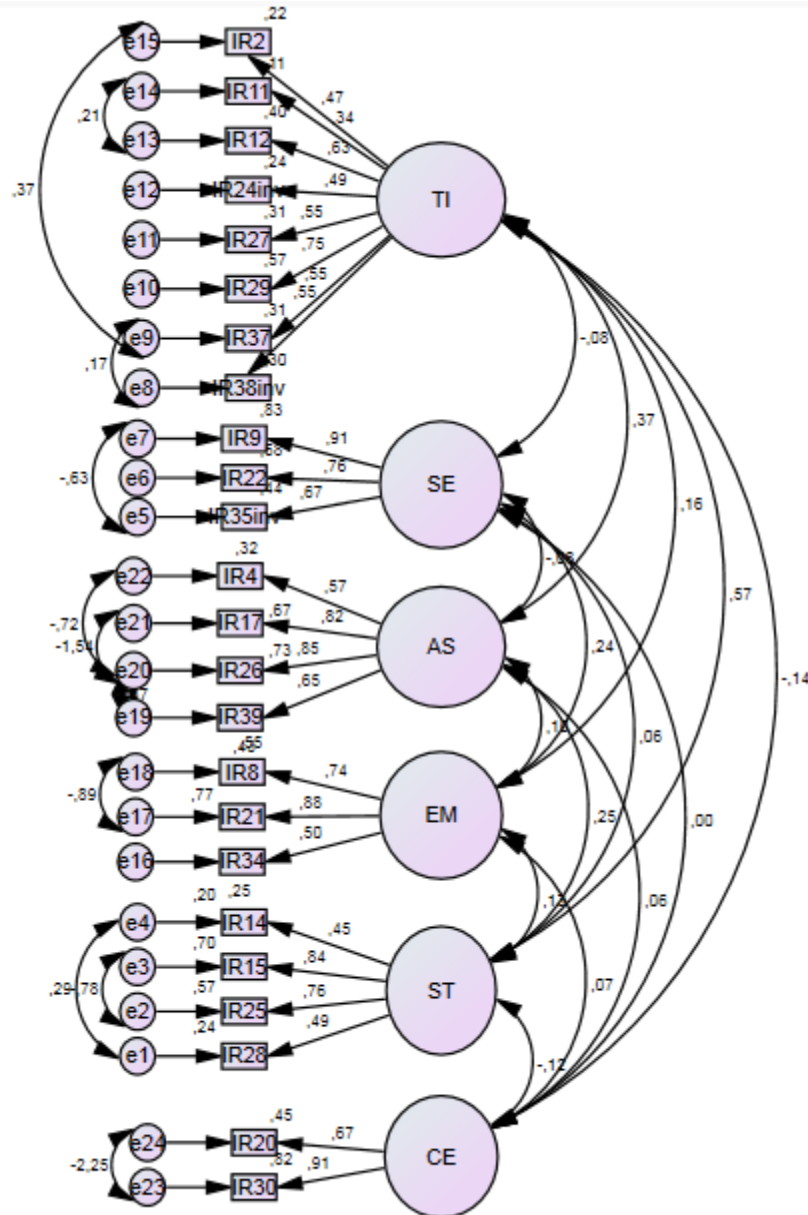 ,22
e15 IR2
,11
e14 IR11
,47
,34
,21
,40
e13 IR12
,63
TI
,24
,37
e12 IR24inv
,49
,31 ,55
e11 IR27
,75
,57
,55
e10 IR29
,55
,31
e9 IR37
-,08
,17
,30
e8 IR38inv
,83
,37
e7 IR9
,91
SE
-,63
e6 IR22
,76
,44
,67
e5 IR35inv
,16
,32
e22 IR4
,57
,57
-,72
,67 ,82
e21 IR17
-1,54
AS
,24
,73 ,85
e20 IR26
,65
-,14
e19 IR39
,06
,55
e18 IR8
,74
-,89
,77
,88
e17 IR21
EM
,25
,00
e16 IR34
,50
,20 ,25
e4 IR14
,45
,06
,70
e3 IR15
,84
,29
,57
,07
ST
e2 IR25
,76
,24
e1 IR28
,49
-,12
,45
e24 IR20
,67
CE
-2,25
,82
e23 IR30
,91